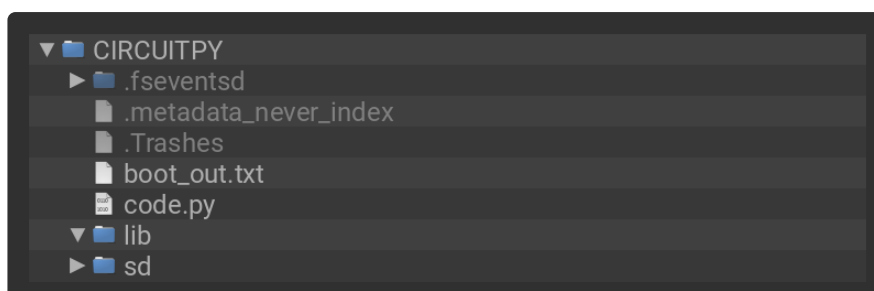 CIRCUITPY
.fseventsd
.metadata_never_index
.Trashes
boot_out.txt
code.py
lib
sd